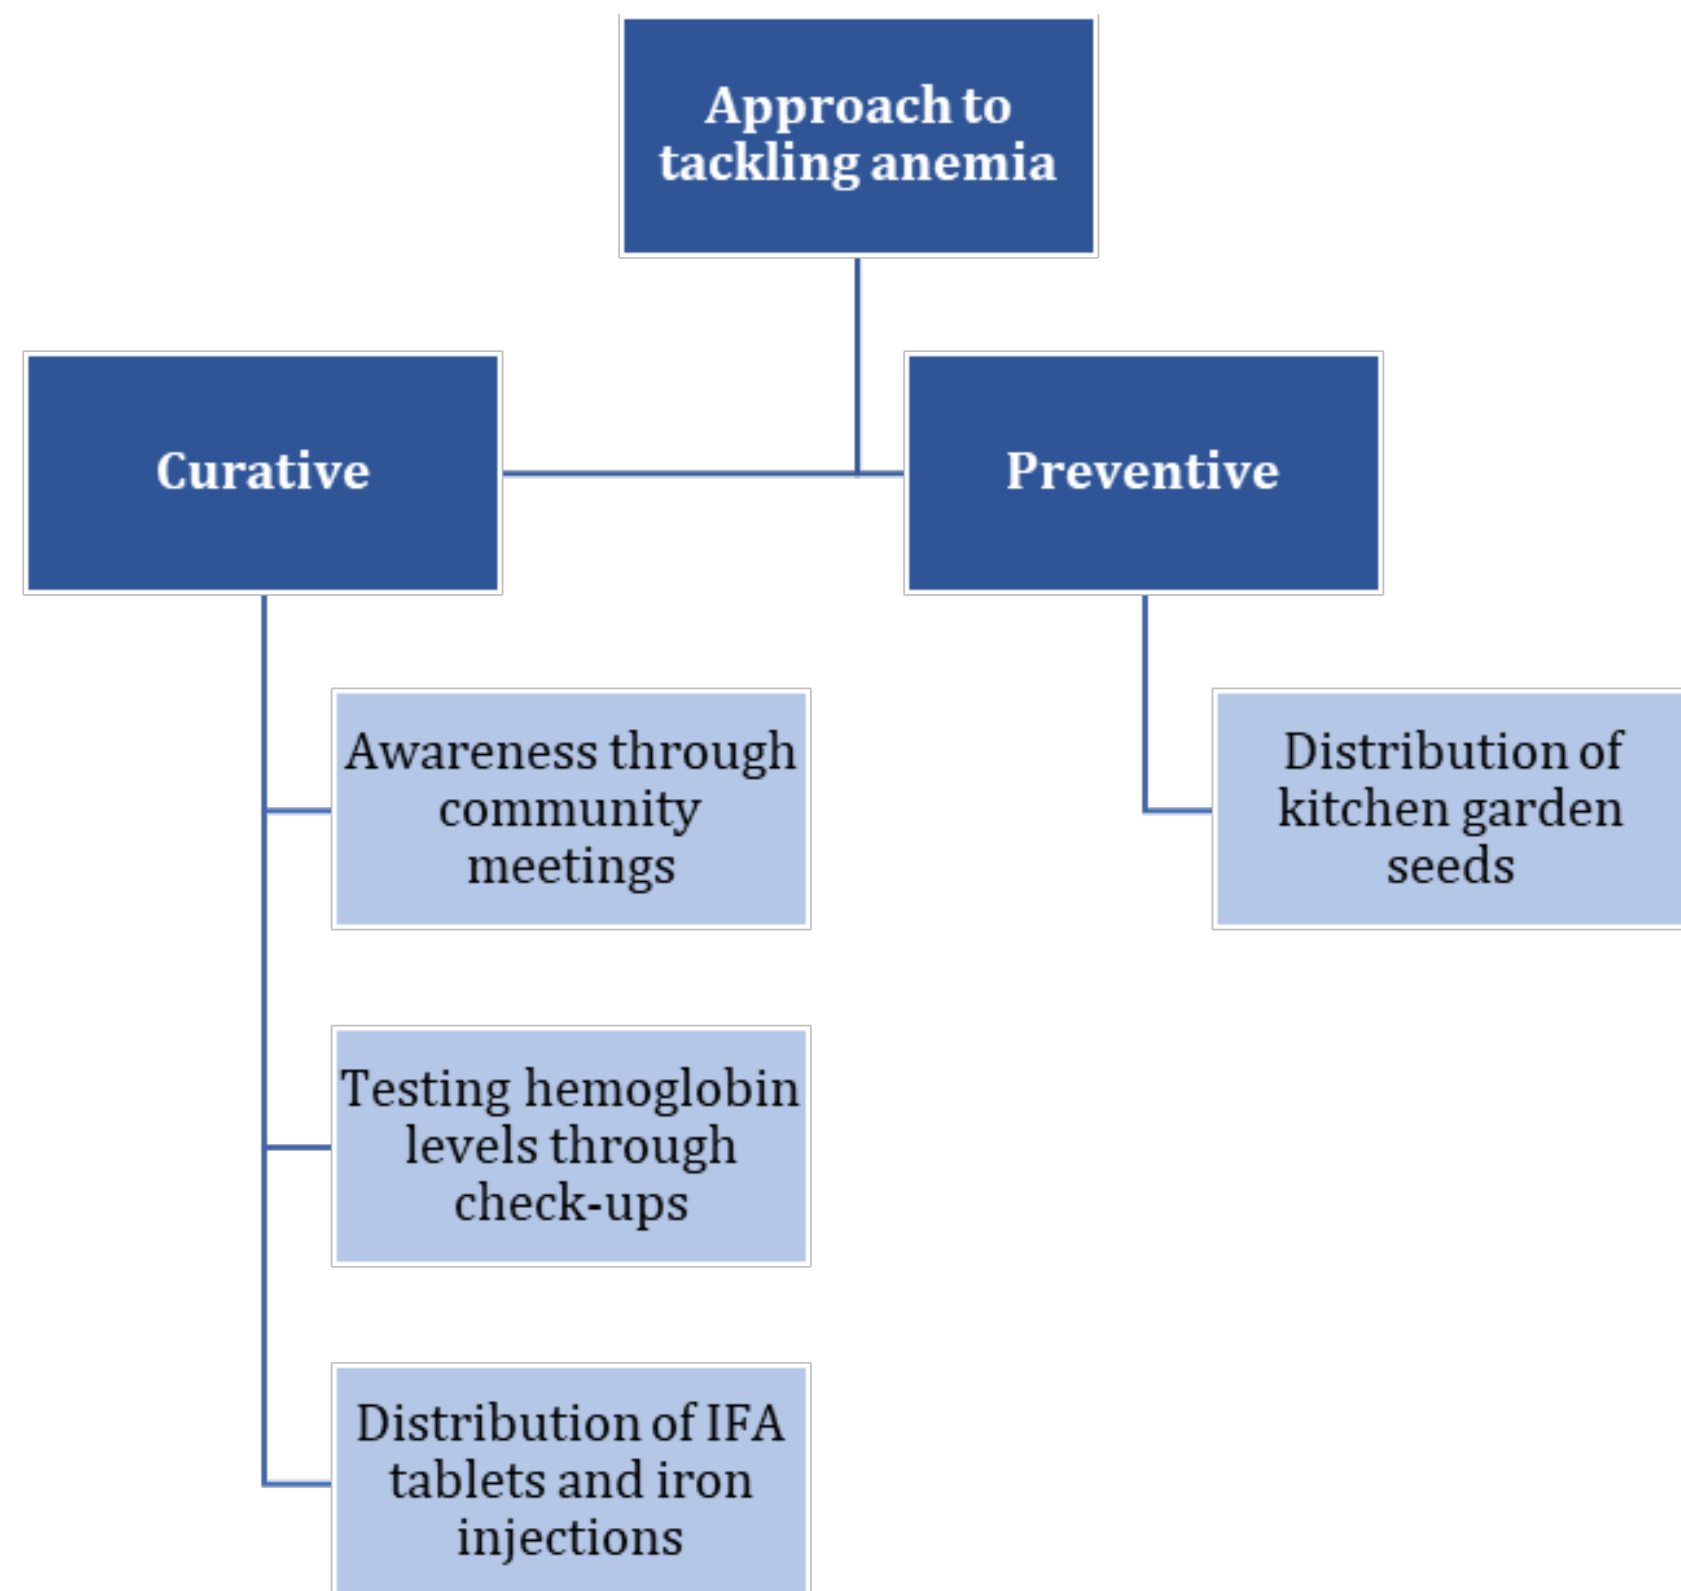 Approach to
tackling anemia
Curative
Preventive
Awareness through
community
meetings
Distribution of
kitchen garden
seeds
Testing hemoglobin
levels through
check-ups
Distribution of IFA
tablets and iron
injections